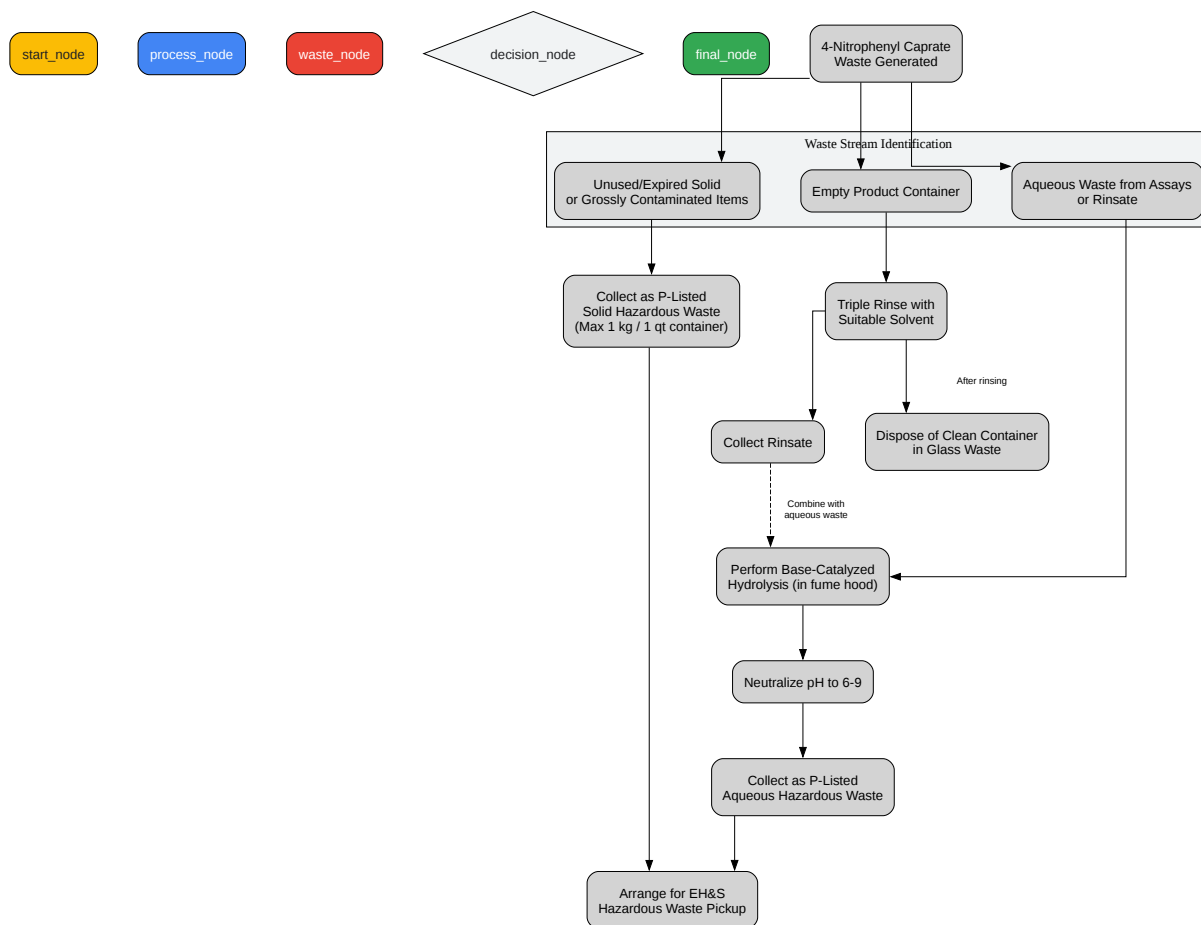 start_node
process_node
waste_node
decision_node
final_node
4-Nitrophenyl Caprate
Waste Generated
Waste Stream Identification
Unused/Expired Solid
or Grossly Contaminated Items
Empty Product Container
Aqueous Waste from Assays
or Rinsate
Collect as P-Listed
Solid Hazardous Waste
(Max 1 kg / 1 qt container)
Triple Rinse with
Suitable Solvent
After rinsing
Collect Rinsate
Dispose of Clean Container
in Glass Waste
Combine with
aqueous waste
Perform Base-Catalyzed
Hydrolysis (in fume hood)
Neutralize pH to 6-9
Collect as P-Listed
Aqueous Hazardous Waste
Arrange for EH&S
Hazardous Waste Pickup